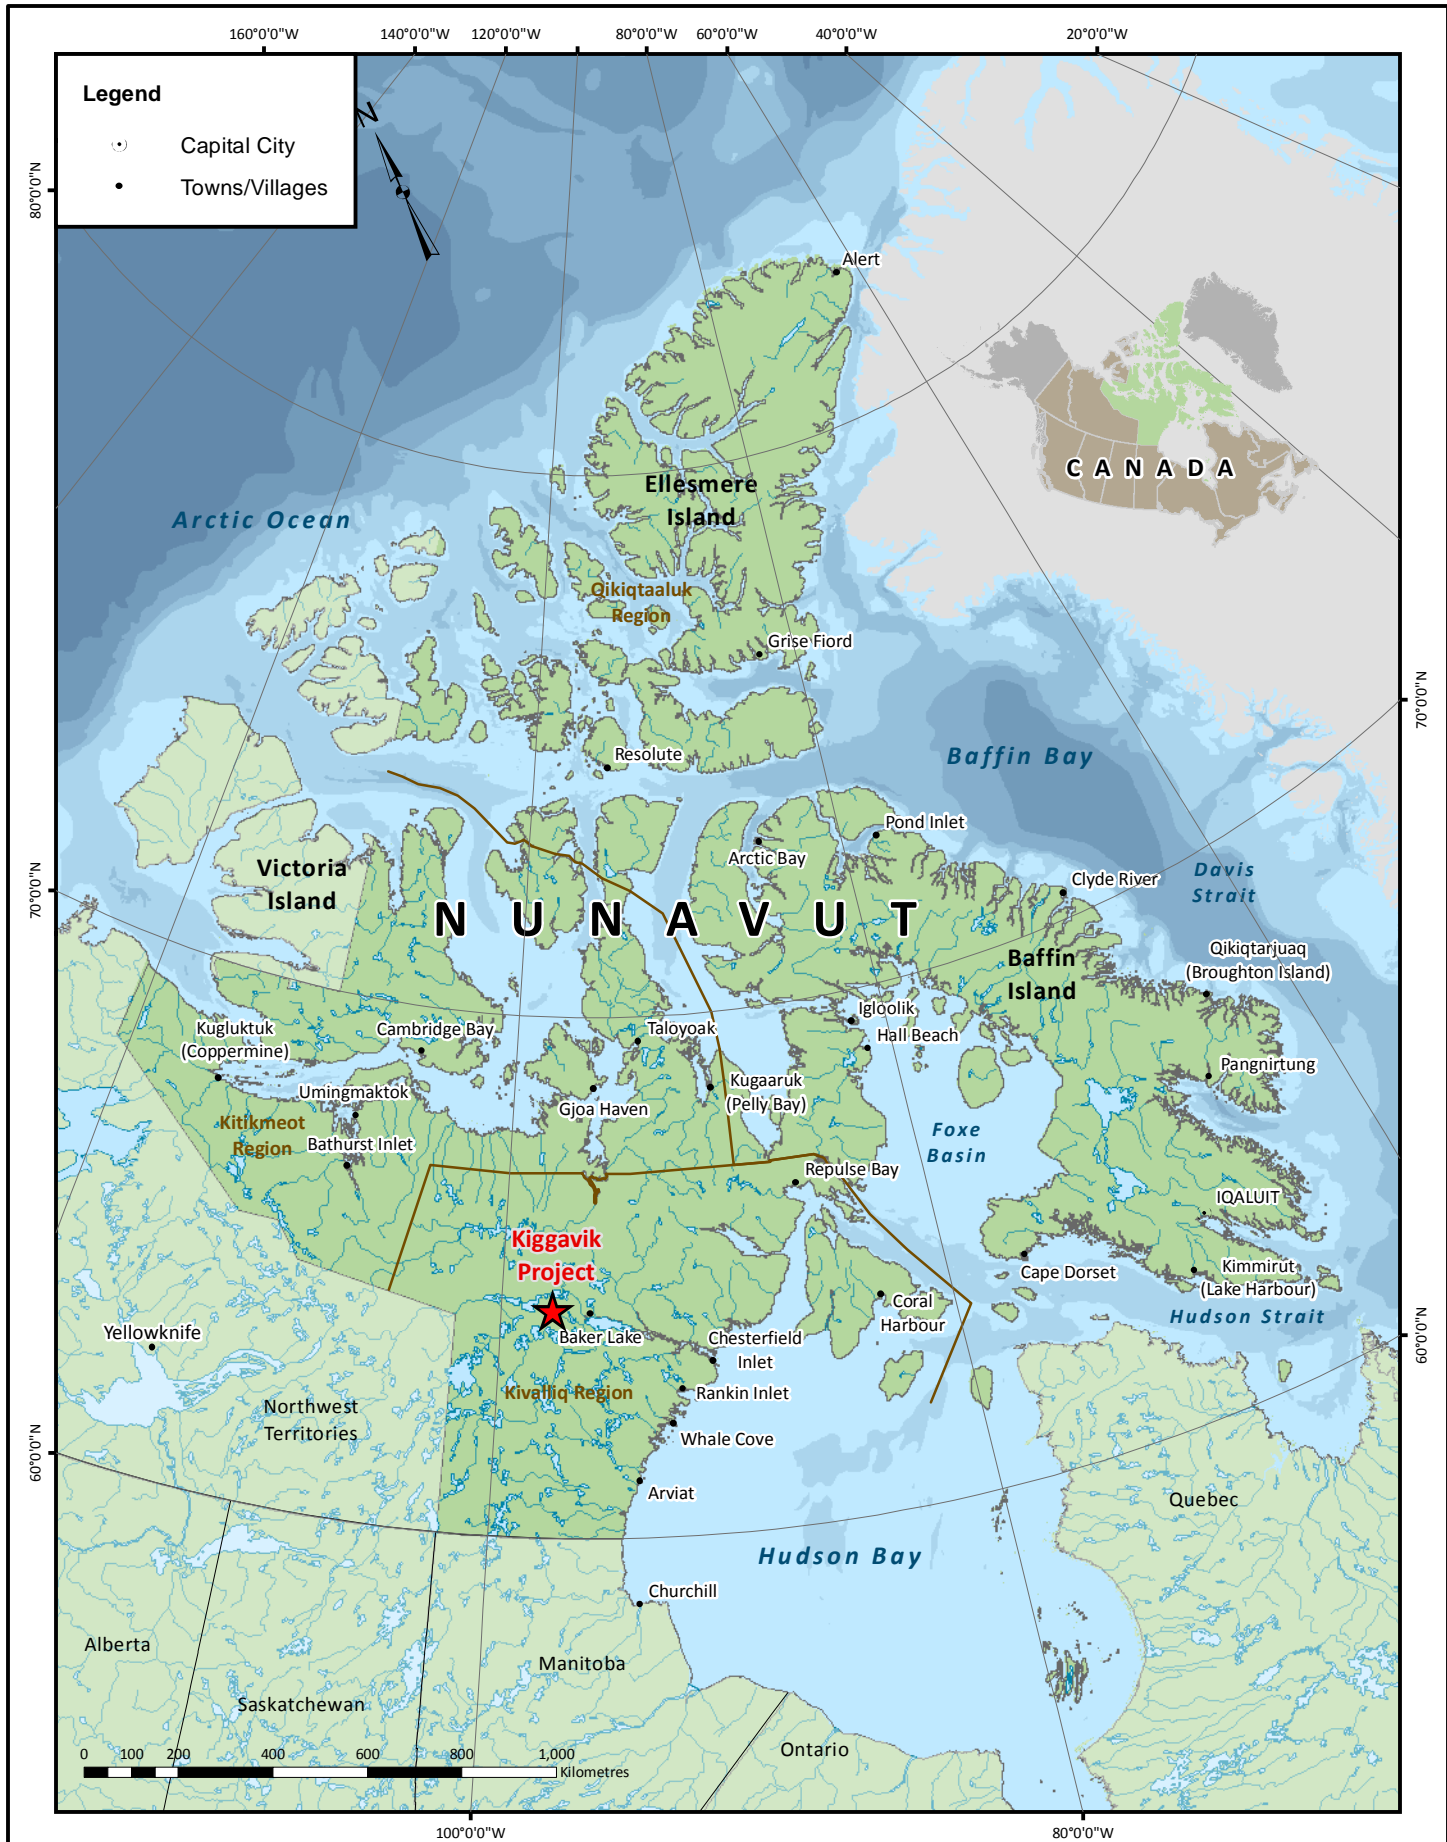 160°0'0"W
140°0'0"W
120°0'0"W
80°0'0"W
60°0'0"W
40°0'0"W
20°0'0"W
Legend
Capital City
Towns/Villages
N
80°0'0"N
Alert
CANADA
Ellesmere
Island
Arctic Ocean
Qikiqtaaluk
Region
Grise Fiord
70°0'0"N
Resolute
Baffin Bay
Pond Inlet
Arctic Bay
Victoria
Island
Clyde River
Davis
Strait
70°0'0"N
NUNAVUT
Baffin
Island
Qikiqtarjuaq
(Broughton Island)
Igloolik
Hall Beach
Kugluktuk
(Coppermine)
Cambridge Bay
Taloyoak
Pangnirtung
Umingmaktok
Gjoa Haven
Kugaaruk
(Pelly Bay)
Kitikmeot
Region
Bathurst Inlet
Foxe
Basin
Repulse Bay
IQALUIT
Kiggavik
Project
Cape Dorset
Kimmirut
(Lake Harbour)
Coral
Harbour
Hudson Strait
60°0'0"N
Yellowknife
Baker Lake
Chesterfield
Inlet
Kivalliq Region
Rankin Inlet
Northwest
Territories
Whale Cove
60°0'0"N
Arviat
Quebec
Hudson Bay
Churchill
Alberta
Manitoba
Saskatchewan
Ontario
0 100 200 400 600 800 1,000
Kilometres
100°0'0"W
80°0'0"W